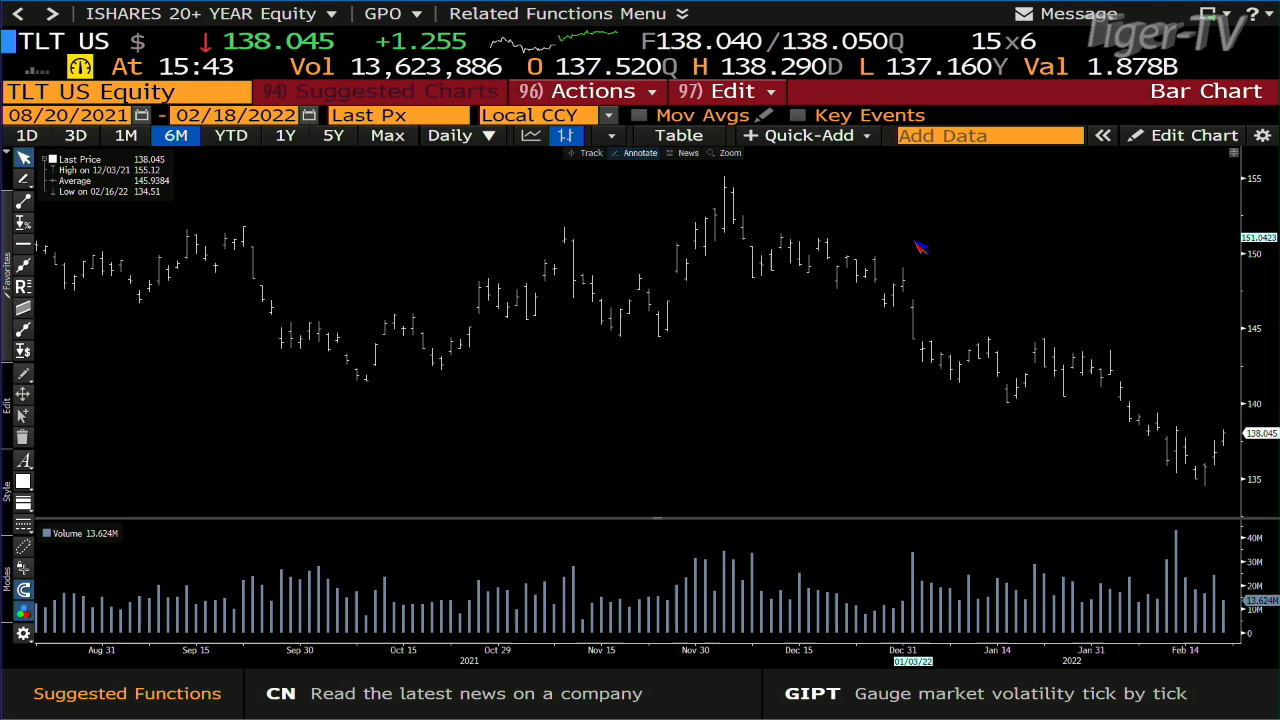 ISHARES 20+ YEAR Equity GPO Related Functions Menu Message ?
Tiger-TV
TLT US $ 138.045 +1.255 F138.040/138.050Q 15x6
At 15:43 Vol 13,623,886 O 137.520Q H 138.290D L 137.160Y Val 1.878B
TLT US Equity 94) Suggested Charts 96) Actions 97) Edit Bar Chart
08/20/2021 - 02/18/2022 Last Px Local CCY Mov Avgs Key Events
1D 3D 1M 6M YTD 1Y 5Y Max Daily Table + Quick-Add Add Data Edit Chart
Track Annotate News Zoom
Last Price 138.045
High on 12/03/21 155.12
Average 145.9384
Low on 02/16/22 134.51
155
151.0423
150
145
140
138.045
135
Favorites
Edit
Style
Modes
Volume 13.624M
40M
30M
20M
13.624M
10M
0
Aug 31 Sep 15 Sep 30 Oct 15 Oct 29 Nov 15 Nov 30 Dec 15 Dec 31 Jan 14 Jan 31 Feb 14
2021 01/03/22 2022
Suggested Functions CN Read the latest news on a company GIPT Gauge market volatility tick by tick